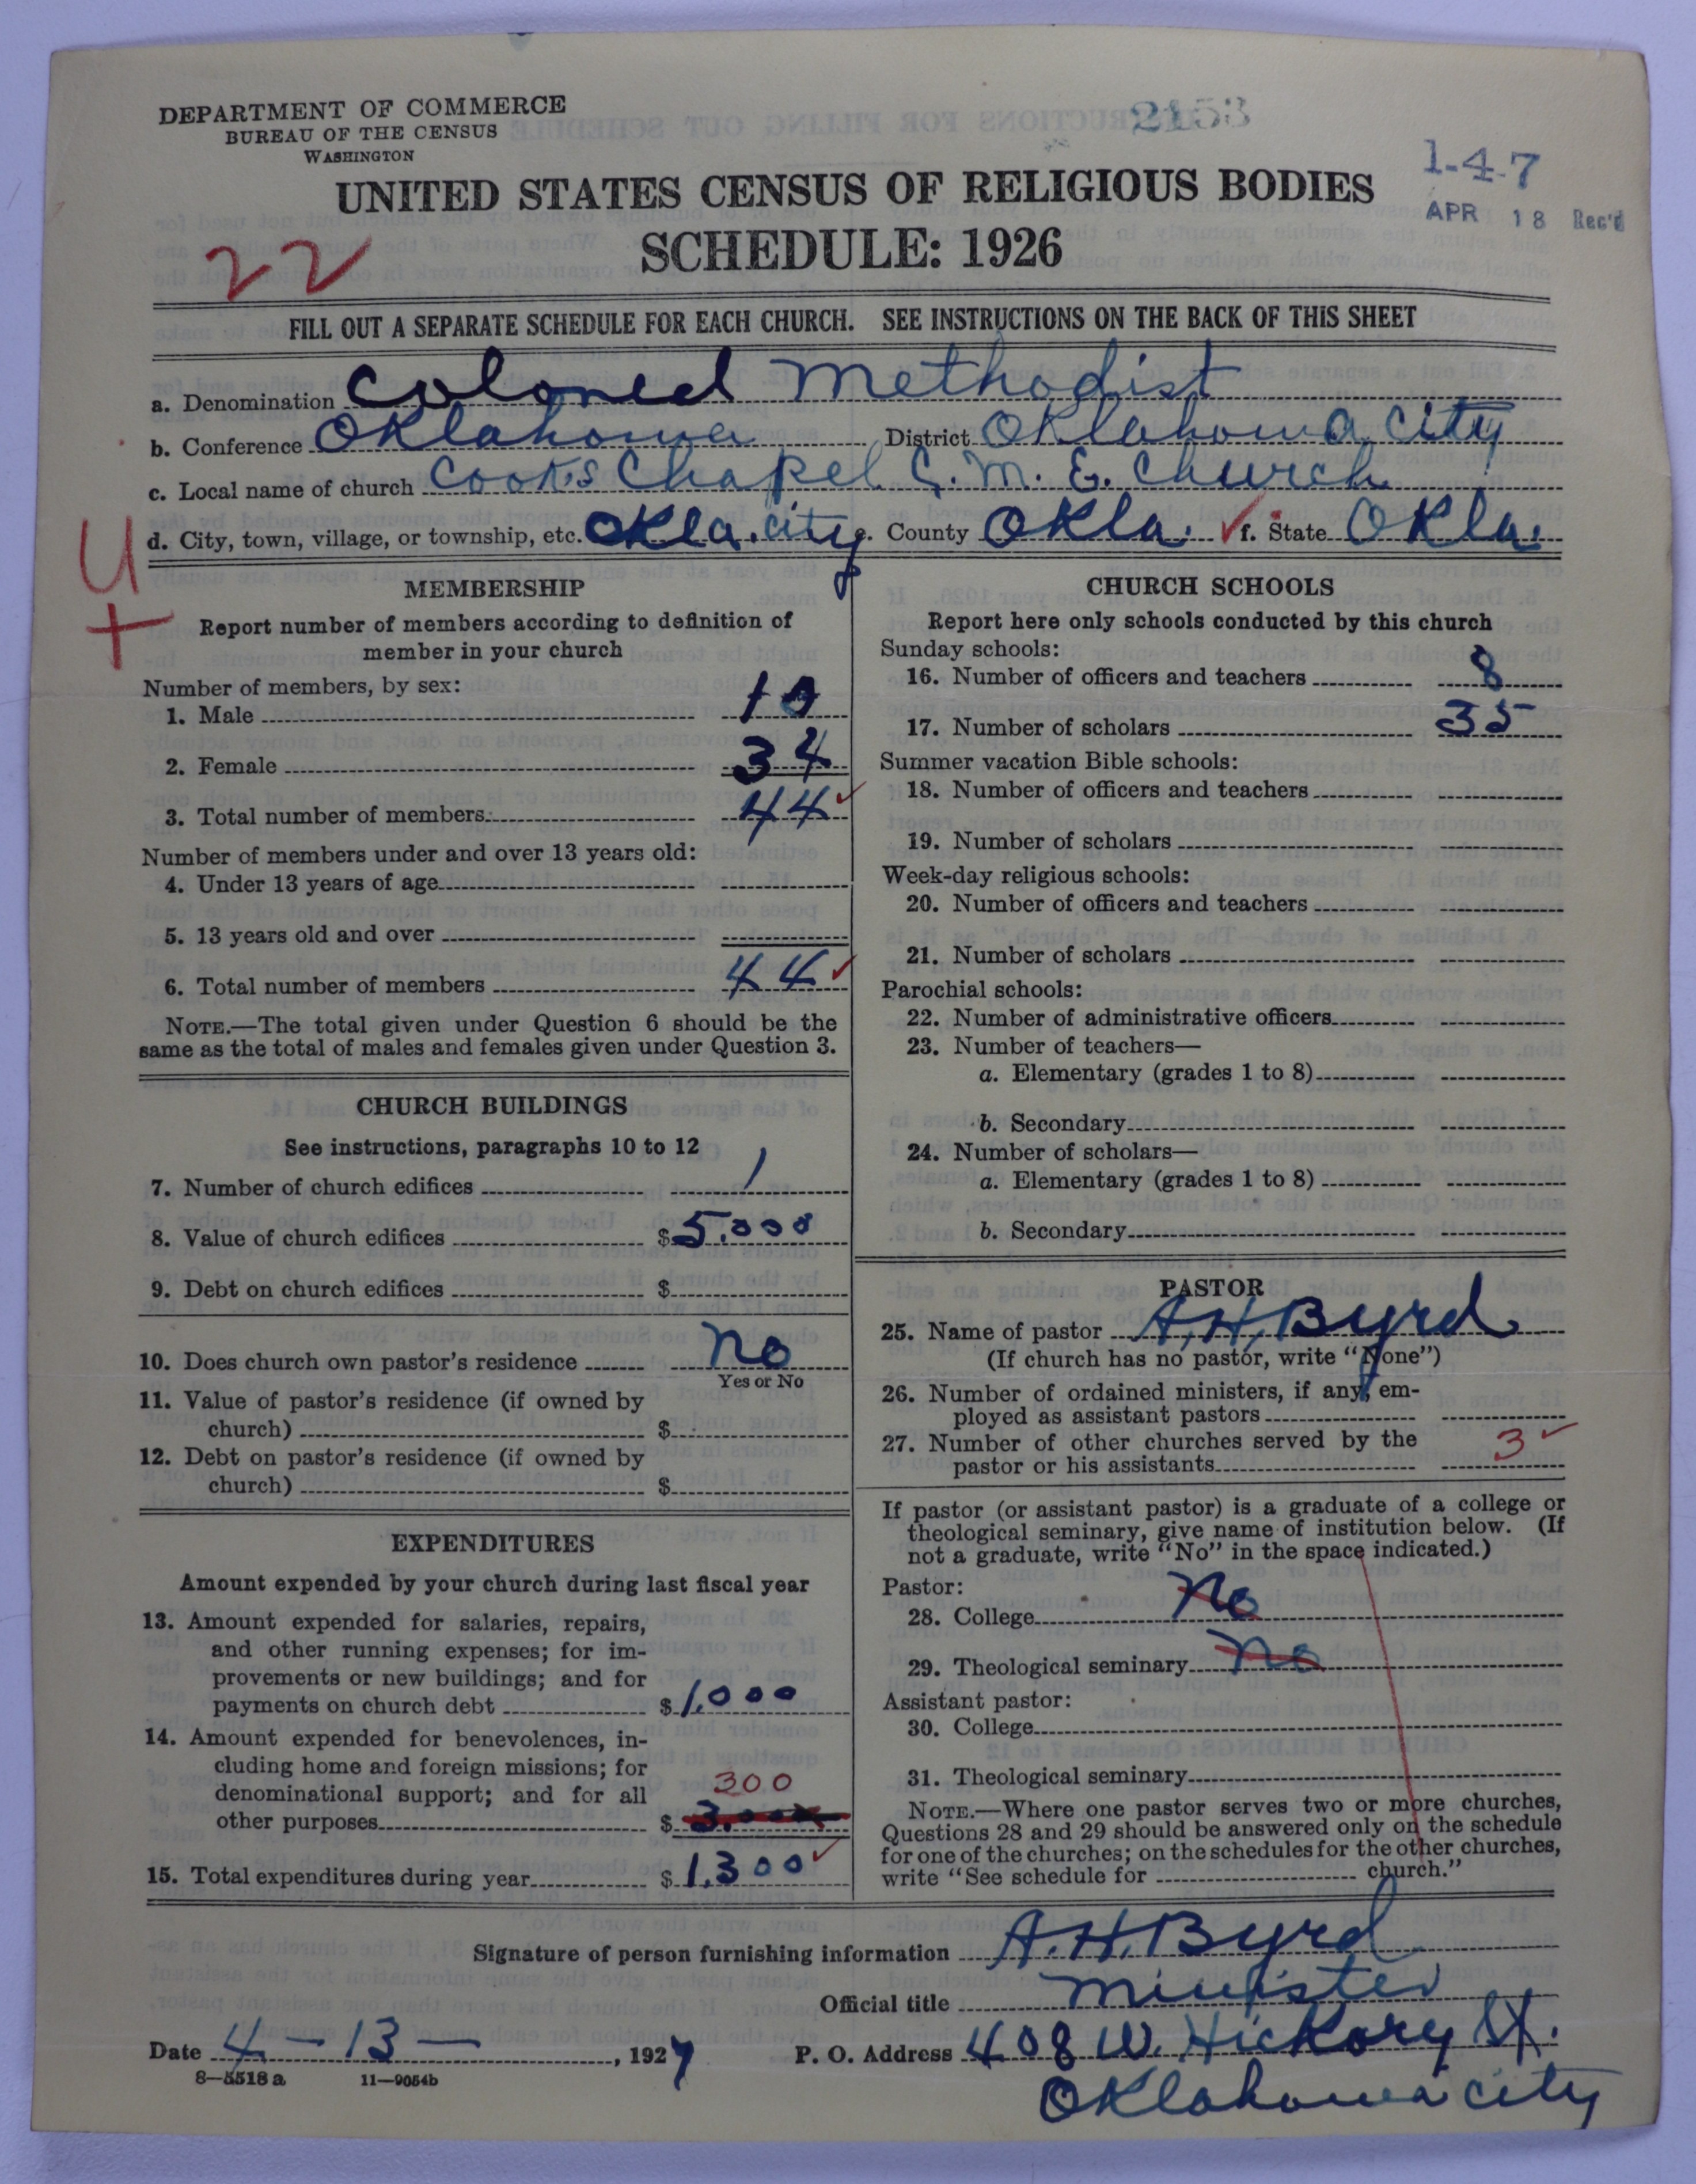 DEPARTMENT OF COMMERCE
BUREAU OF THE CENSUS
WASHINGTON
2153
1-4-7
APR 18 Rec'd
UNITED STATES CENSUS OF RELIGIOUS BODIES
SCHEDULE: 1926
22
FILL OUT A SEPARATE SCHEDULE FOR EACH CHURCH. SEE INSTRUCTIONS ON THE BACK OF THIS SHEET
a. Denomination Colored Methodist
b. Conference Oklahoma District Oklahoma City
c. Local name of church Cook's Chapel C. M. E. Church
d. City, town, village, or township, etc. Okla. city e. County Okla. ✓ f. State Okla.
U
+
MEMBERSHIP
Report number of members according to definition of
member in your church
Number of members, by sex:
1. Male 10
2. Female 34
3. Total number of members 44 ✓
Number of members under and over 13 years old:
4. Under 13 years of age
5. 13 years old and over
6. Total number of members 44 ✓
NOTE.—The total given under Question 6 should be the
same as the total of males and females given under Question 3.
CHURCH BUILDINGS
See instructions, paragraphs 10 to 12
7. Number of church edifices 1
8. Value of church edifices $5.000
9. Debt on church edifices $
10. Does church own pastor's residence No
Yes or No
11. Value of pastor's residence (if owned by
church) $
12. Debt on pastor's residence (if owned by
church) $
EXPENDITURES
Amount expended by your church during last fiscal year
13. Amount expended for salaries, repairs,
and other running expenses; for im-
provements or new buildings; and for
payments on church debt $1.000
14. Amount expended for benevolences, in-
cluding home and foreign missions; for
denominational support; and for all 300
other purposes $
15. Total expenditures during year $1,300 ✓
CHURCH SCHOOLS
Report here only schools conducted by this church
Sunday schools:
16. Number of officers and teachers 8
17. Number of scholars 35
Summer vacation Bible schools:
18. Number of officers and teachers
19. Number of scholars
Week-day religious schools:
20. Number of officers and teachers
21. Number of scholars
Parochial schools:
22. Number of administrative officers
23. Number of teachers—
a. Elementary (grades 1 to 8)
b. Secondary
24. Number of scholars—
a. Elementary (grades 1 to 8)
b. Secondary
PASTOR
25. Name of pastor A. H. Byrd
(If church has no pastor, write "None")
26. Number of ordained ministers, if any, em-
ployed as assistant pastors
27. Number of other churches served by the
pastor or his assistants 3 ✓
If pastor (or assistant pastor) is a graduate of a college or
theological seminary, give name of institution below. (If
not a graduate, write "No" in the space indicated.)
Pastor:
28. College No
29. Theological seminary No
Assistant pastor:
30. College
31. Theological seminary
NOTE.—Where one pastor serves two or more churches,
Questions 28 and 29 should be answered only on the schedule
for one of the churches; on the schedules for the other churches,
write "See schedule for church."
Signature of person furnishing information A. H. Byrd
Official title Minister
Date 4-13- , 1927 P. O. Address 408 W. Hickory St.
8—5518 a 11—9054b
Oklahoma city